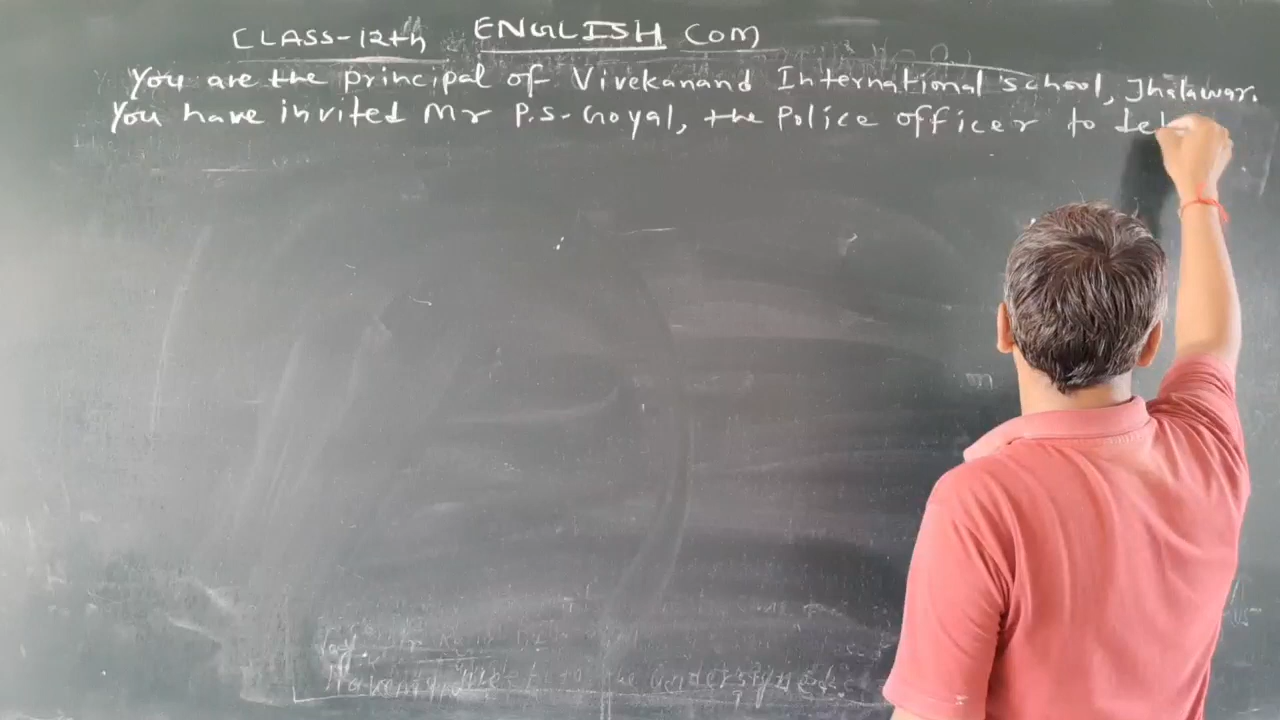 CLASS-12th ENGLISH COM
You are the principal of Vivekanand International School, Jhalawar.
You have invited Mr P.S. Goyal, the Police officer to